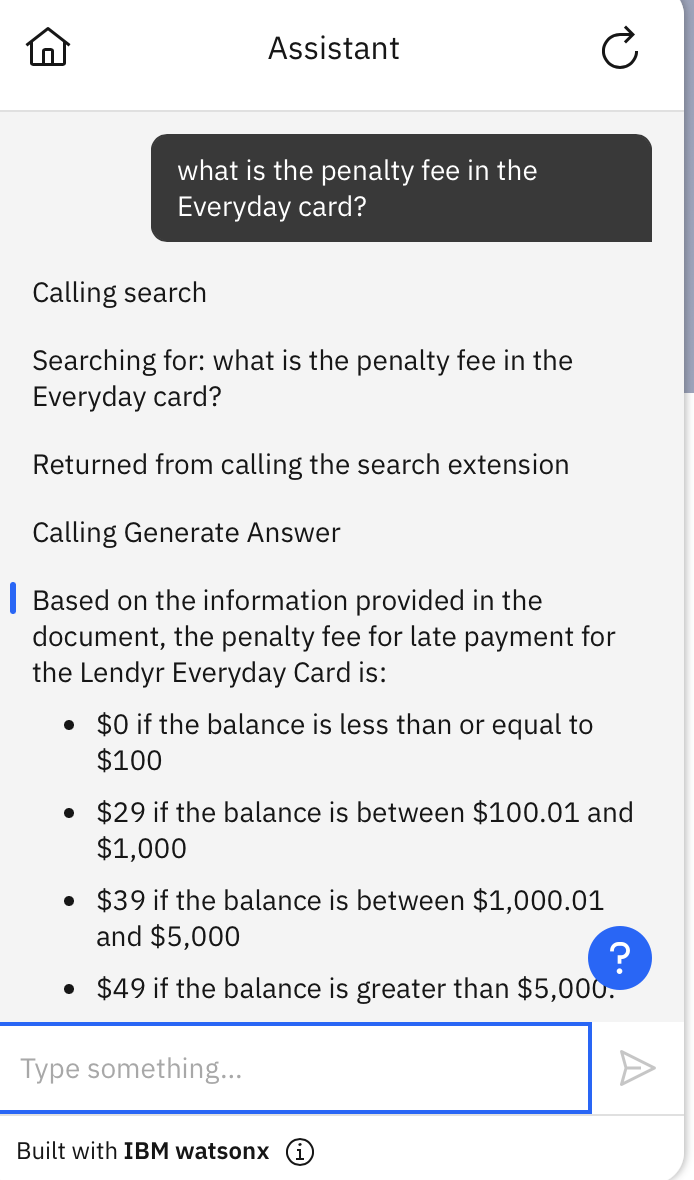 Assistant
what is the penalty fee in the
Everyday card?
Calling search
Searching for: what is the penalty fee in the
Everyday card?
Returned from calling the search extension
Calling Generate Answer
Based on the information provided in the
document, the penalty fee for late payment for
the Lendyr Everyday Card is:
• $0 if the balance is less than or equal to
$100
• $29 if the balance is between $100.01 and
$1,000
• $39 if the balance is between $1,000.01
and $5,000
• $49 if the balance is greater than $5,000.
?
Type something...
Built with IBM watsonx